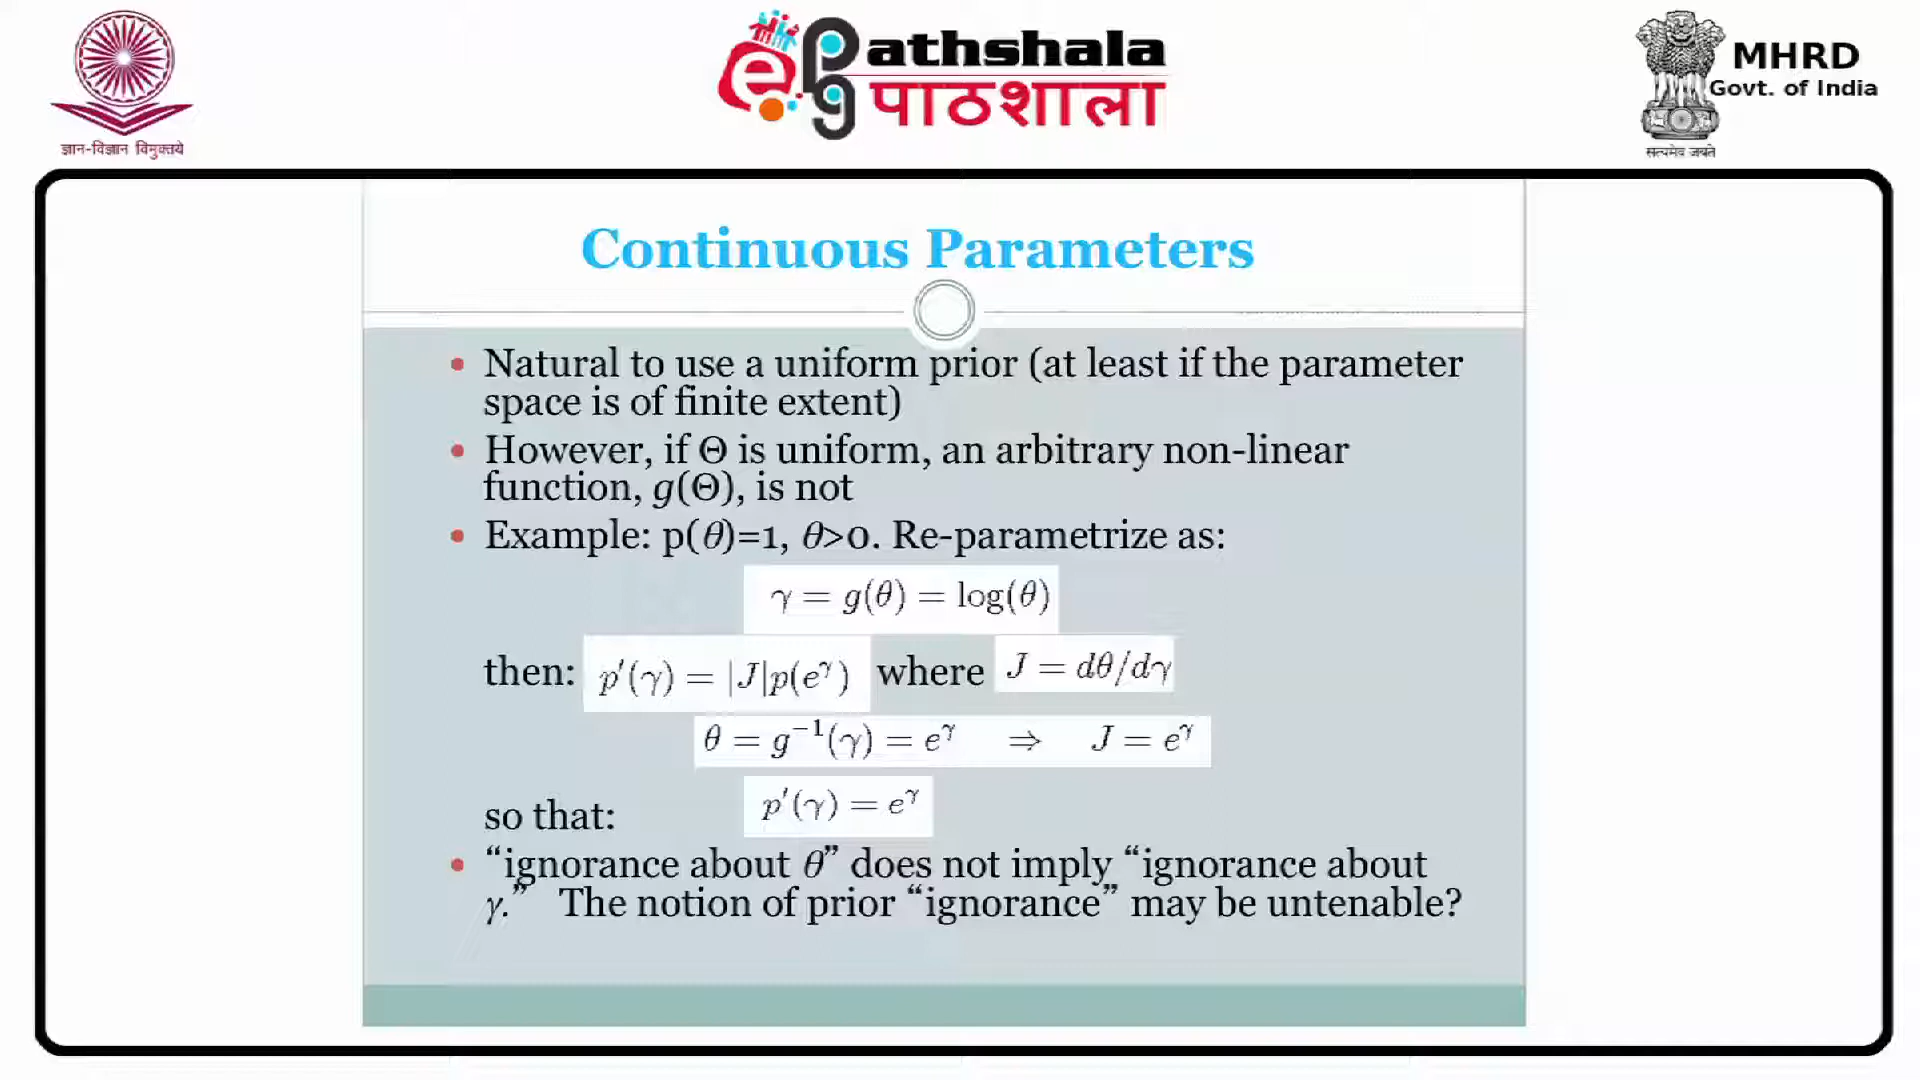 ज्ञान-विज्ञान विमुक्तये
ePG Pathshala
पाठशाला
MHRD
Govt. of India
सत्यमेव जयते
Continuous Parameters
• Natural to use a uniform prior (at least if the parameter
space is of finite extent)
• However, if Θ is uniform, an arbitrary non-linear
function, g(Θ), is not
• Example: p(θ)=1, θ>0. Re-parametrize as:
γ = g(θ) = log(θ)
then: p′(γ) = |J|p(e^γ) where J = dθ/dγ
θ = g⁻¹(γ) = e^γ ⇒ J = e^γ
so that: p′(γ) = e^γ
• “ignorance about θ” does not imply “ignorance about
γ.” The notion of prior “ignorance” may be untenable?